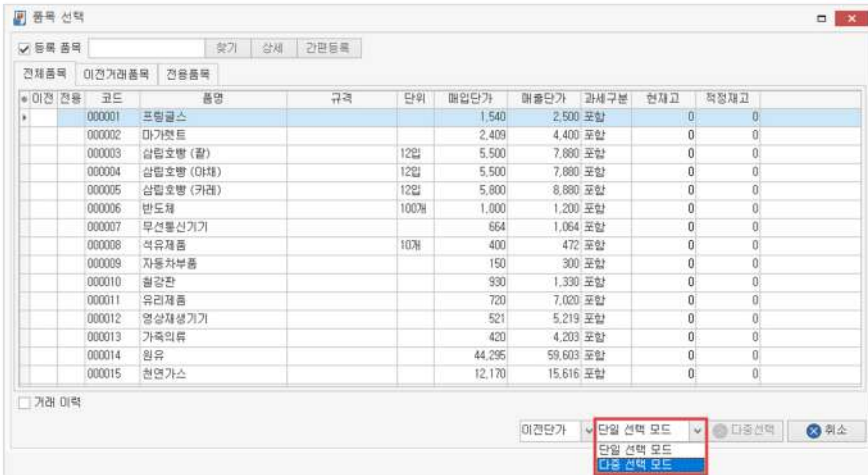 품목 선택
등록 품목 찾기 상세 간편등록
전체품목 이전거래품목 전용품목
이전 전용 코드 품명 규격 단위 매입단가 매출단가 과세구분 현재고 적정재고
000001 프링글스 1,540 2,500 포함 0 0
000002 마가렛트 2,409 4,400 포함 0 0
000003 삼립호빵 (팥) 12입 5,500 7,880 포함 0 0
000004 삼립호빵 (야채) 12입 5,500 7,880 포함 0 0
000005 삼립호빵 (카레) 12입 5,800 8,880 포함 0 0
000006 반도체 100개 1,000 1,200 포함 0 0
000007 무선통신기기 664 1,064 포함 0 0
000008 석유제품 10개 400 472 포함 0 0
000009 자동차부품 150 300 포함 0 0
000010 철강판 930 1,330 포함 0 0
000011 유리제품 720 7,020 포함 0 0
000012 영상재생기기 521 5,219 포함 0 0
000013 가죽의류 420 4,203 포함 0 0
000014 원유 44,295 59,603 포함 0 0
000015 천연가스 12,170 15,616 포함 0 0
거래 이력
이전단가 단일 선택 모드 다중선택 취소
단일 선택 모드
다중 선택 모드